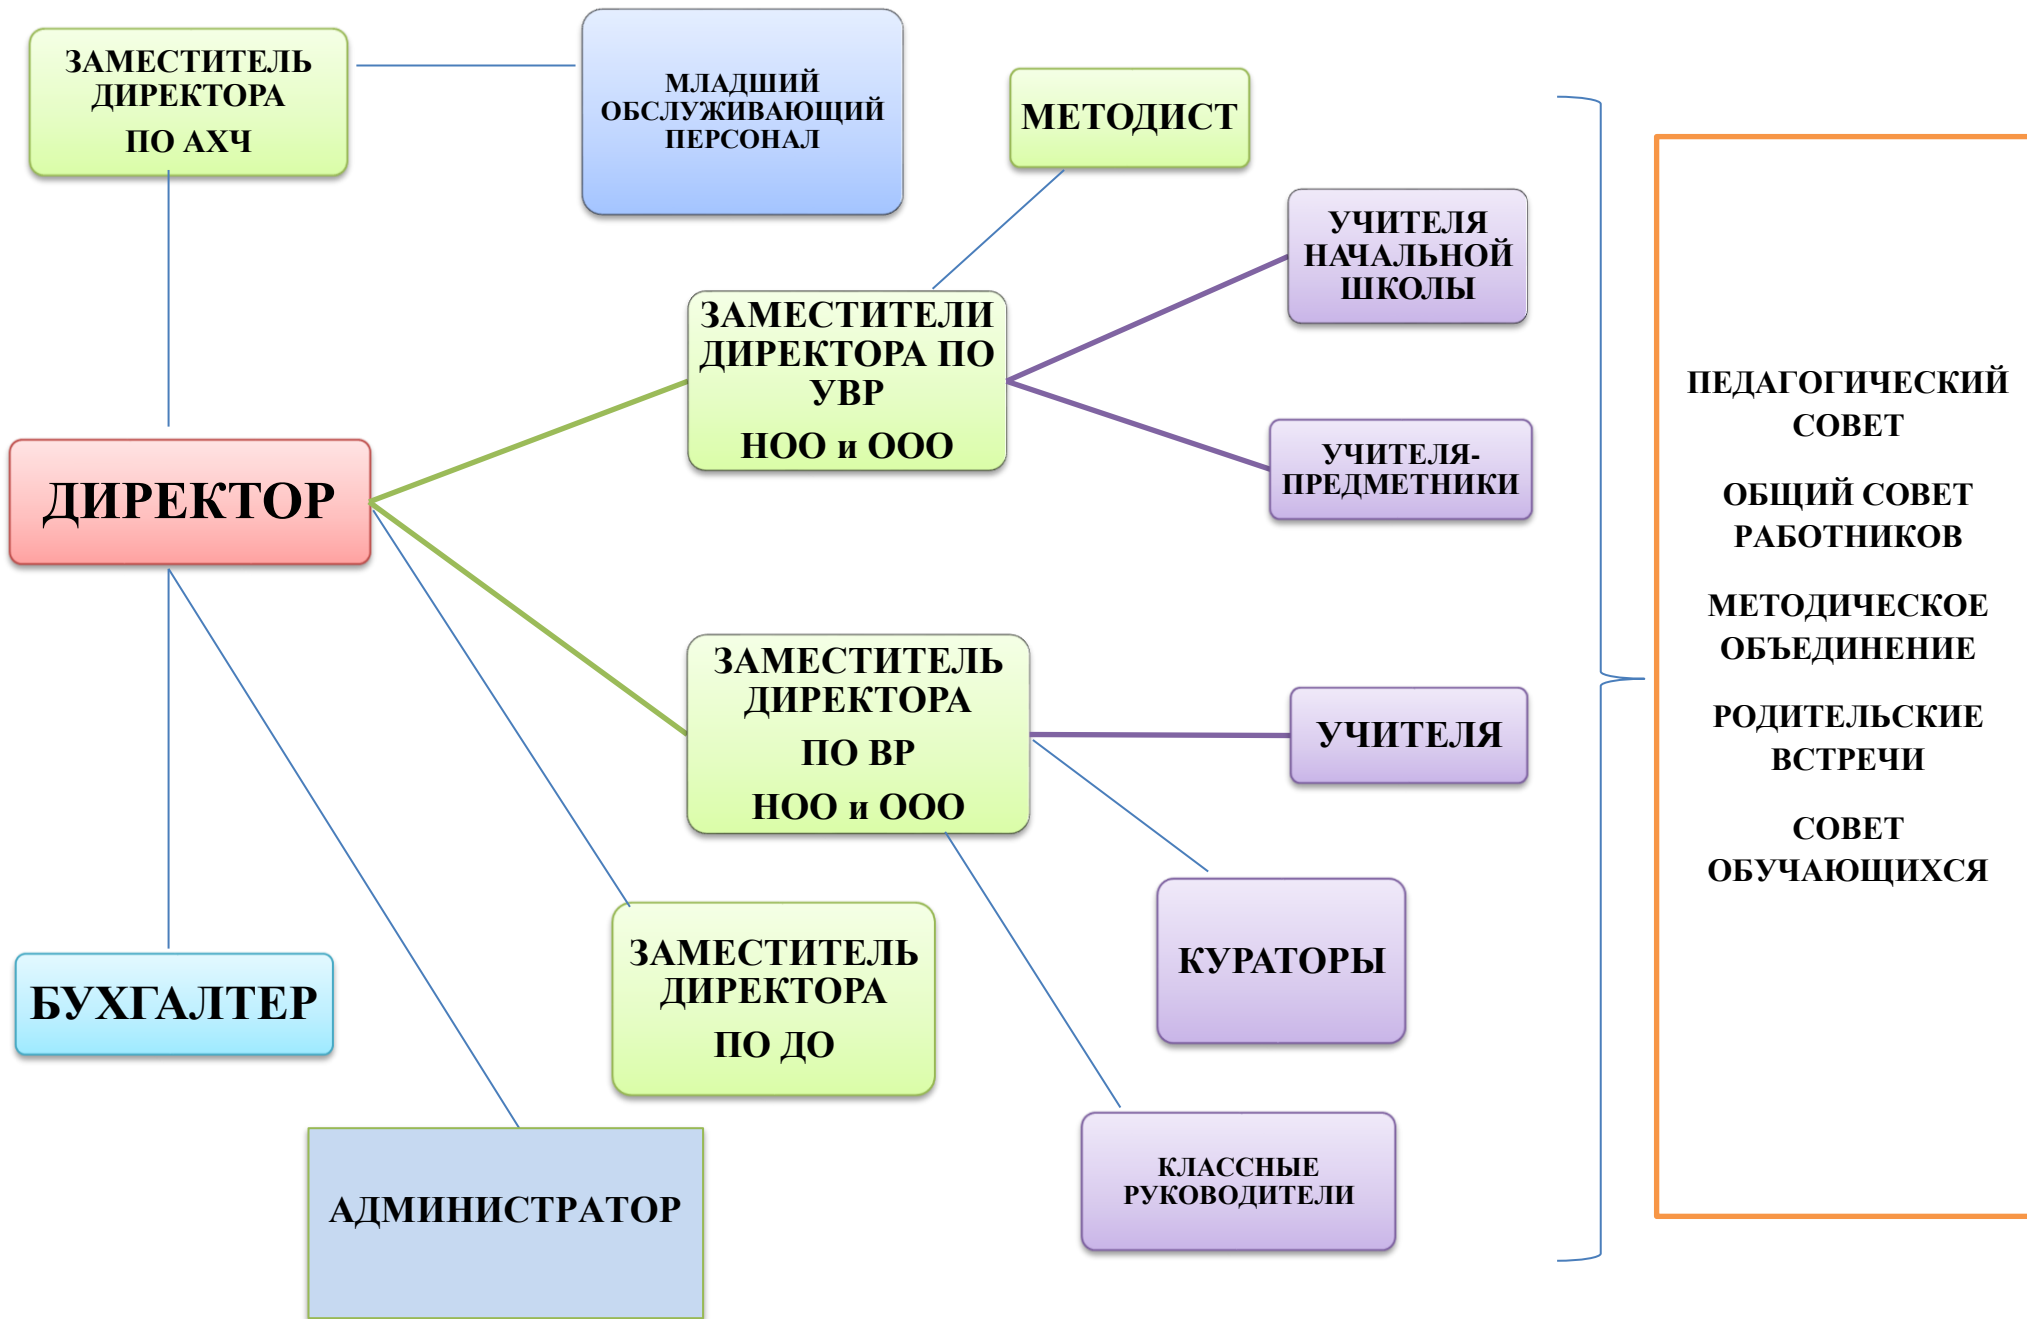 ЗАМЕСТИТЕЛЬ
ДИРЕКТОРА
ПО АХЧ
МЛАДШИЙ
ОБСЛУЖИВАЮЩИЙ
ПЕРСОНАЛ
МЕТОДИСТ
УЧИТЕЛЯ
НАЧАЛЬНОЙ
ШКОЛЫ
ЗАМЕСТИТЕЛИ
ДИРЕКТОРА ПО
УВР
НОО и ООО
УЧИТЕЛЯ-
ПРЕДМЕТНИКИ
ДИРЕКТОР
ЗАМЕСТИТЕЛЬ
ДИРЕКТОРА
ПО ВР
НОО и ООО
УЧИТЕЛЯ
КУРАТОРЫ
ЗАМЕСТИТЕЛЬ
ДИРЕКТОРА
ПО ДО
БУХГАЛТЕР
КЛАССНЫЕ
РУКОВОДИТЕЛИ
АДМИНИСТРАТОР
ПЕДАГОГИЧЕСКИЙ
СОВЕТ
ОБЩИЙ СОВЕТ
РАБОТНИКОВ
МЕТОДИЧЕСКОЕ
ОБЪЕДИНЕНИЕ
РОДИТЕЛЬСКИЕ
ВСТРЕЧИ
СОВЕТ
ОБУЧАЮЩИХСЯ